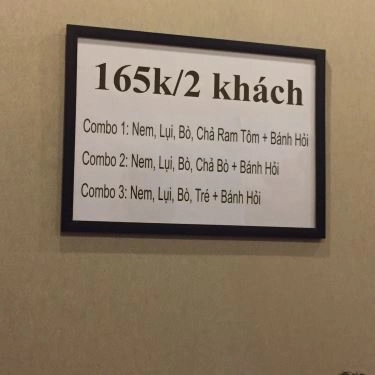 165k/2 khách
Combo 1: Nem, Lụi, Bò, Chả Ram Tôm + Bánh Hỏi
Combo 2: Nem, Lụi, Bò, Chả Bò + Bánh Hỏi
Combo 3: Nem, Lụi, Bò, Tré + Bánh Hỏi